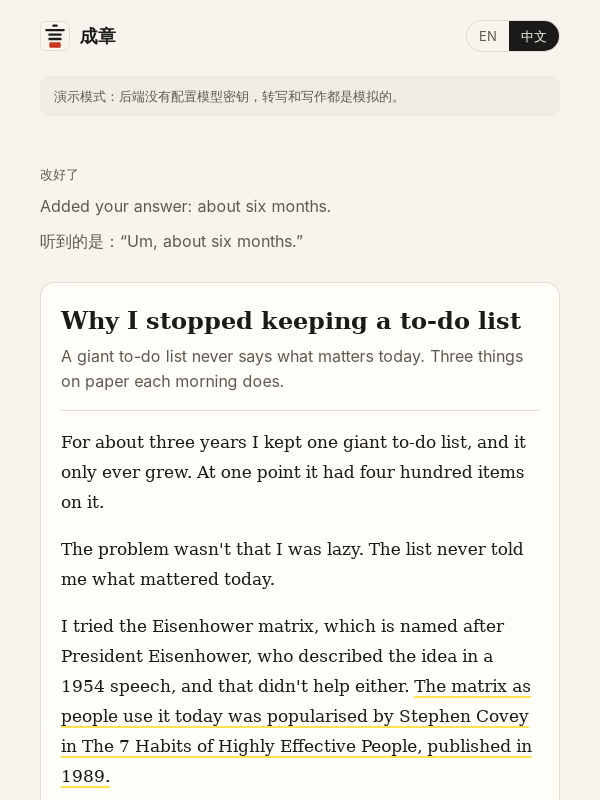 成章
EN
中文
演示模式：后端没有配置模型密钥，转写和写作都是模拟的。
改好了
Added your answer: about six months.
听到的是：“Um, about six months.”
Why I stopped keeping a to-do list
A giant to-do list never says what matters today. Three things
on paper each morning does.
For about three years I kept one giant to-do list, and it
only ever grew. At one point it had four hundred items
on it.
The problem wasn't that I was lazy. The list never told
me what mattered today.
I tried the Eisenhower matrix, which is named after
President Eisenhower, who described the idea in a
1954 speech, and that didn't help either. The matrix as
people use it today was popularised by Stephen Covey
in The 7 Habits of Highly Effective People, published in
1989.